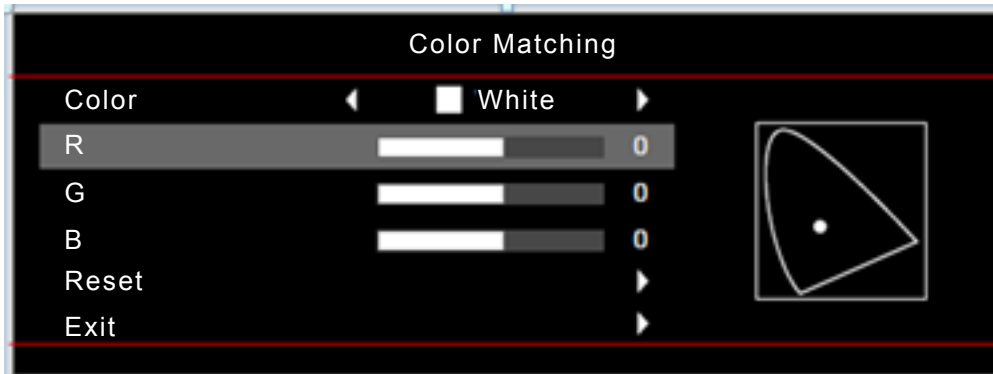 Color Matching
Color White
R 0
G 0
B 0
Reset
Exit